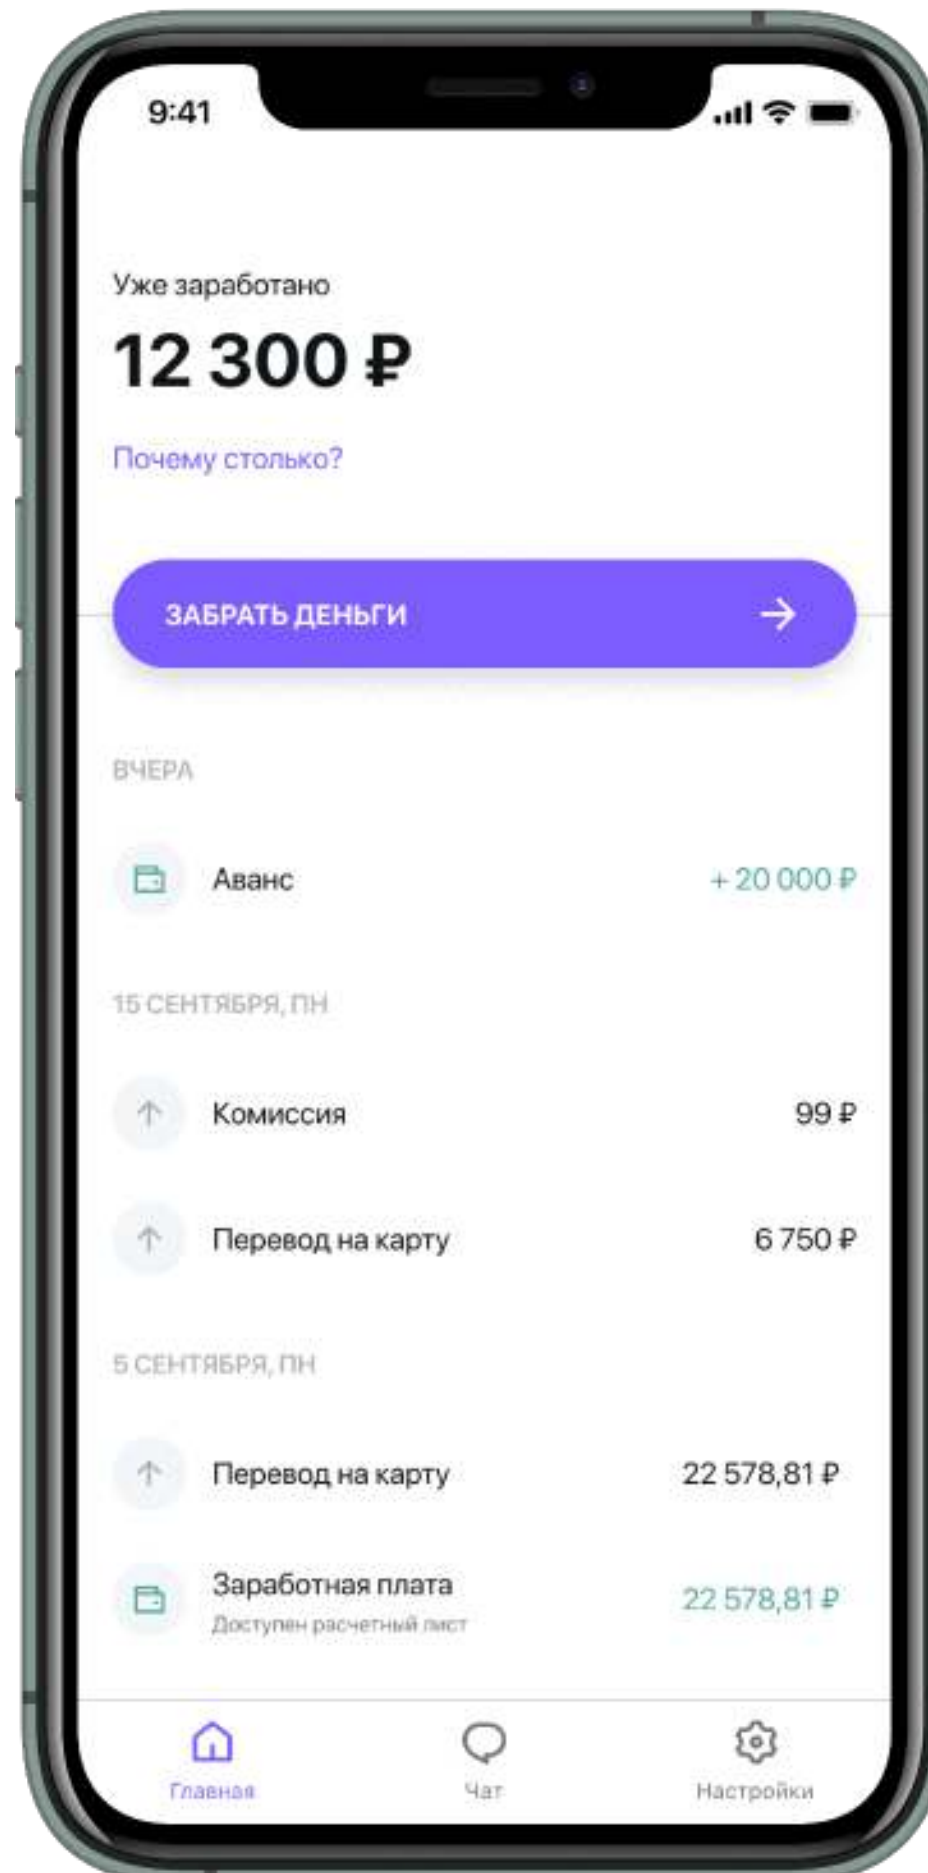 9:41
Уже заработано
12 300 ₽
Почему столько?
ЗАБРАТЬ ДЕНЬГИ
ВЧЕРА
Аванс + 20 000 ₽
15 СЕНТЯБРЯ, ПН
Комиссия 99 ₽
Перевод на карту 6 750 ₽
5 СЕНТЯБРЯ, ПН
Перевод на карту 22 578,81 ₽
Заработная плата 22 578,81 ₽
Доступен расчетный лист
Главная Чат Настройки